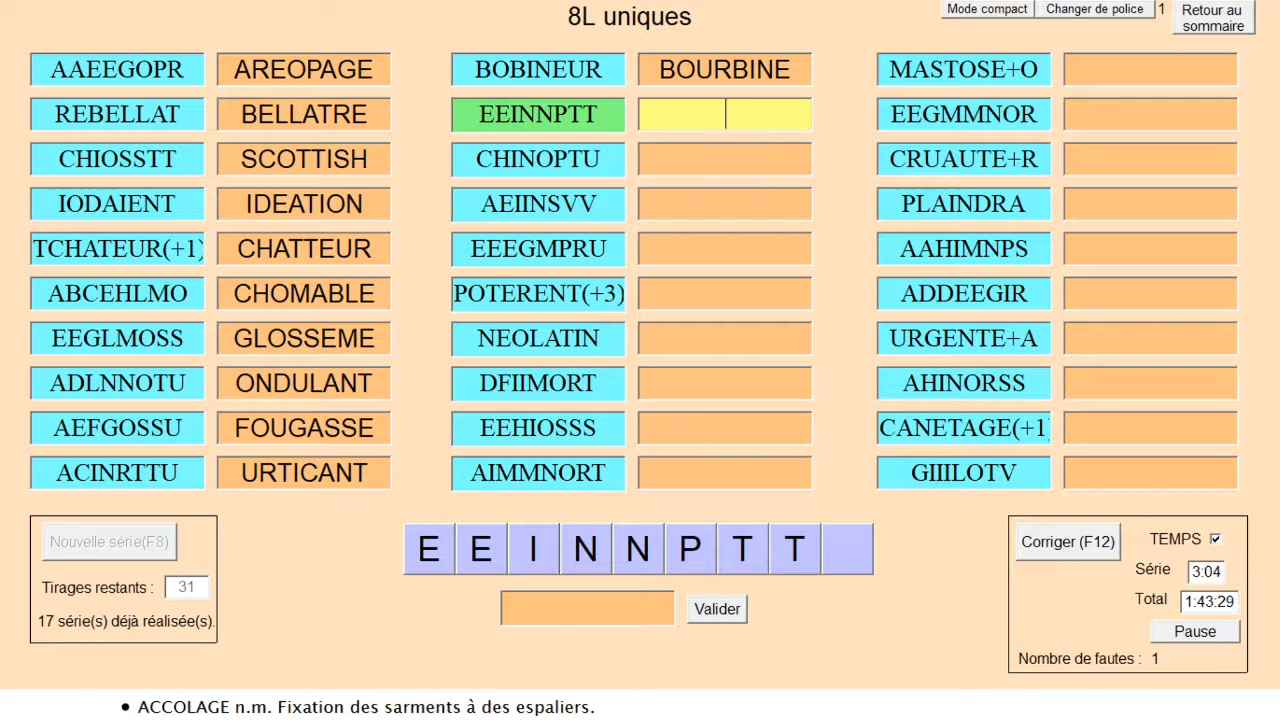 8L uniques
Mode compact Changer de police 1 Retour au sommaire
AAEEGOPR AREOPAGE BOBINEUR BOURBINE MASTOSE+O
REBELLAT BELLATRE EEINNPTT EEGMMNOR
CHIOSSTT SCOTTISH CHINOPTU CRUAUTE+R
IODAIENT IDEATION AEIINSVV PLAINDRA
TCHATEUR(+1) CHATTEUR EEEGMPRU AAHIMNPS
ABCEHLMO CHOMABLE POTERENT(+3) ADDEEGIR
EEGLMOSS GLOSSEME NEOLATIN URGENTE+A
ADLNNOTU ONDULANT DFIIMORT AHINORSS
AEFGOSSU FOUGASSE EEHIOSSS CANETAGE(+1)
ACINRTTU URTICANT AIMMNORT GIIILOTV
Nouvelle série(F8)
Tirages restants : 31
17 série(s) déjà réalisée(s).
E E I N N P T T
Valider
Corriger (F12) TEMPS
Série 3:04
Total 1:43:29
Pause
Nombre de fautes : 1
• ACCOLAGE n.m. Fixation des sarments à des espaliers.